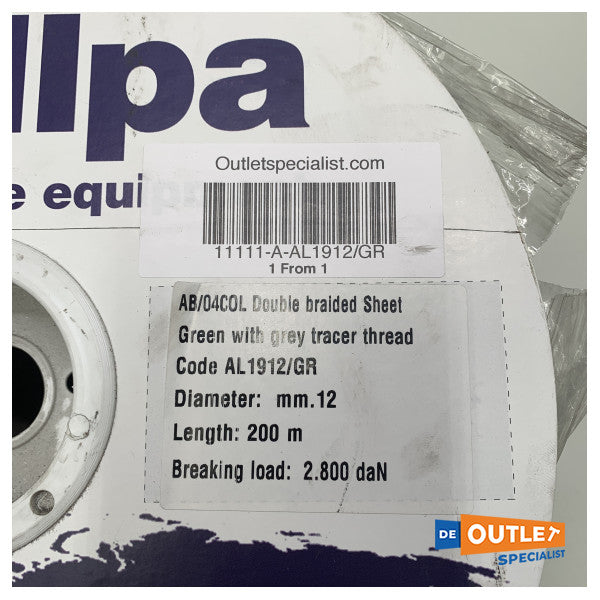 llpa
e equip
Outletspecialist.com
11111-A-AL1912/GR
1 From 1
AB/04COL Double braided Sheet
Green with grey tracer thread
Code AL1912/GR
Diameter: mm.12
Length: 200 m
Breaking load: 2.800 daN
DE OUTLET
SPECIALIST